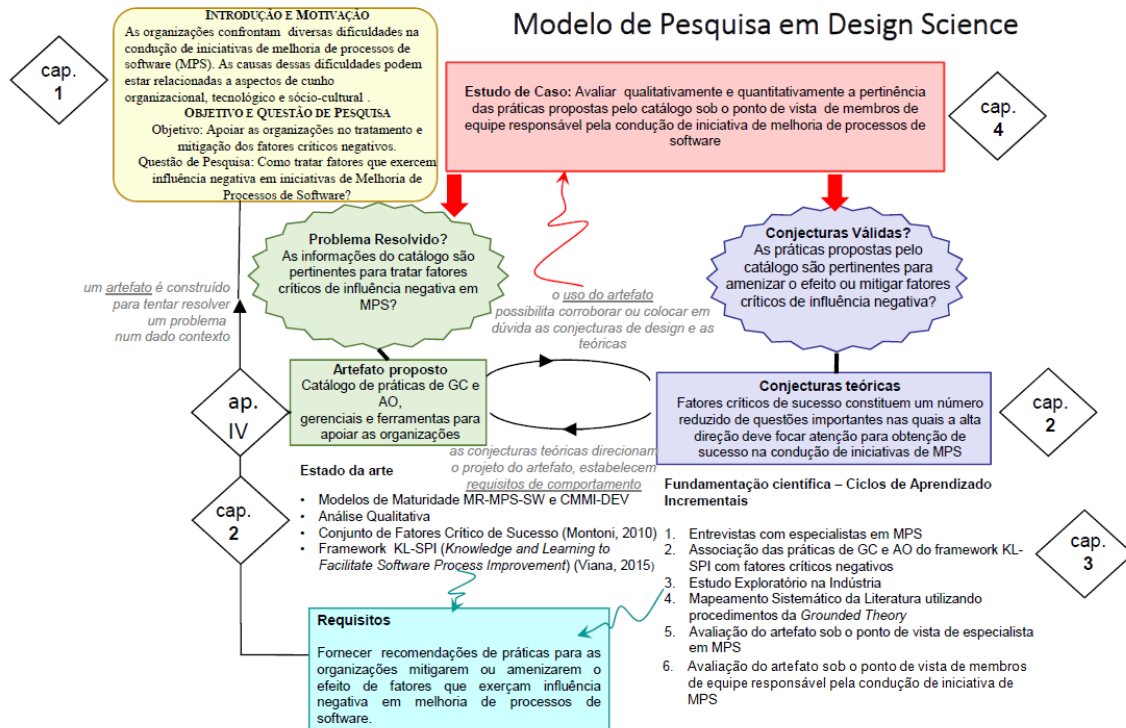 Modelo de Pesquisa em Design Science
INTRODUÇÃO E MOTIVAÇÃO
As organizações confrontam diversas dificuldades na
condução de iniciativas de melhoria de processos de
software (MPS). As causas dessas dificuldades podem
estar relacionadas a aspectos de cunho
organizacional, tecnológico e sócio-cultural .
OBJETIVO E QUESTÃO DE PESQUISA
Objetivo: Apoiar as organizações no tratamento e
mitigação dos fatores críticos negativos.
Questão de Pesquisa: Como tratar fatores que exercem
influência negativa em iniciativas de Melhoria de
Processos de Software?
cap.
1
Estudo de Caso: Avaliar qualitativamente e quantitativamente a pertinência
das práticas propostas pelo catálogo sob o ponto de vista de membros de
equipe responsável pela condução de iniciativa de melhoria de processos de
software
cap.
4
Problema Resolvido?
As informações do catálogo são
pertinentes para tratar fatores
críticos de influência negativa em
MPS?
Conjecturas Válidas?
As práticas propostas pelo
catálogo são pertinentes para
amenizar o efeito ou mitigar fatores
críticos de influência negativa?
um artefato é construído
para tentar resolver
um problema
num dado contexto
o uso do artefato
possibilita corroborar ou colocar em
dúvida as conjecturas de design e as
teóricas
Artefato proposto
Catálogo de práticas de GC e
AO,
gerenciais e ferramentas para
apoiar as organizações
ap.
IV
Conjecturas teóricas
Fatores críticos de sucesso constituem um número
reduzido de questões importantes nas quais a alta
direção deve focar atenção para obtenção de
sucesso na condução de iniciativas de MPS
cap.
2
as conjecturas teóricas direcionam
o projeto do artefato, estabelecem
requisitos de comportamento
Estado da arte
• Modelos de Maturidade MR-MPS-SW e CMMI-DEV
• Análise Qualitativa
• Conjunto de Fatores Crítico de Sucesso (Montoni, 2010)
• Framework KL-SPI (Knowledge and Learning to
Facilitate Software Process Improvement) (Viana, 2015)
cap.
2
Fundamentação científica – Ciclos de Aprendizado
Incrementais
1. Entrevistas com especialistas em MPS
2. Associação das práticas de GC e AO do framework KL-
SPI com fatores críticos negativos
3. Estudo Exploratório na Indústria
4. Mapeamento Sistemático da Literatura utilizando
procedimentos da Grounded Theory
5. Avaliação do artefato sob o ponto de vista de especialista
em MPS
6. Avaliação do artefato sob o ponto de vista de membros
de equipe responsável pela condução de iniciativa de
MPS
cap.
3
Requisitos
Fornecer recomendações de práticas para as
organizações mitigarem ou amenizarem o
efeito de fatores que exerçam influência
negativa em melhoria de processos de
software.